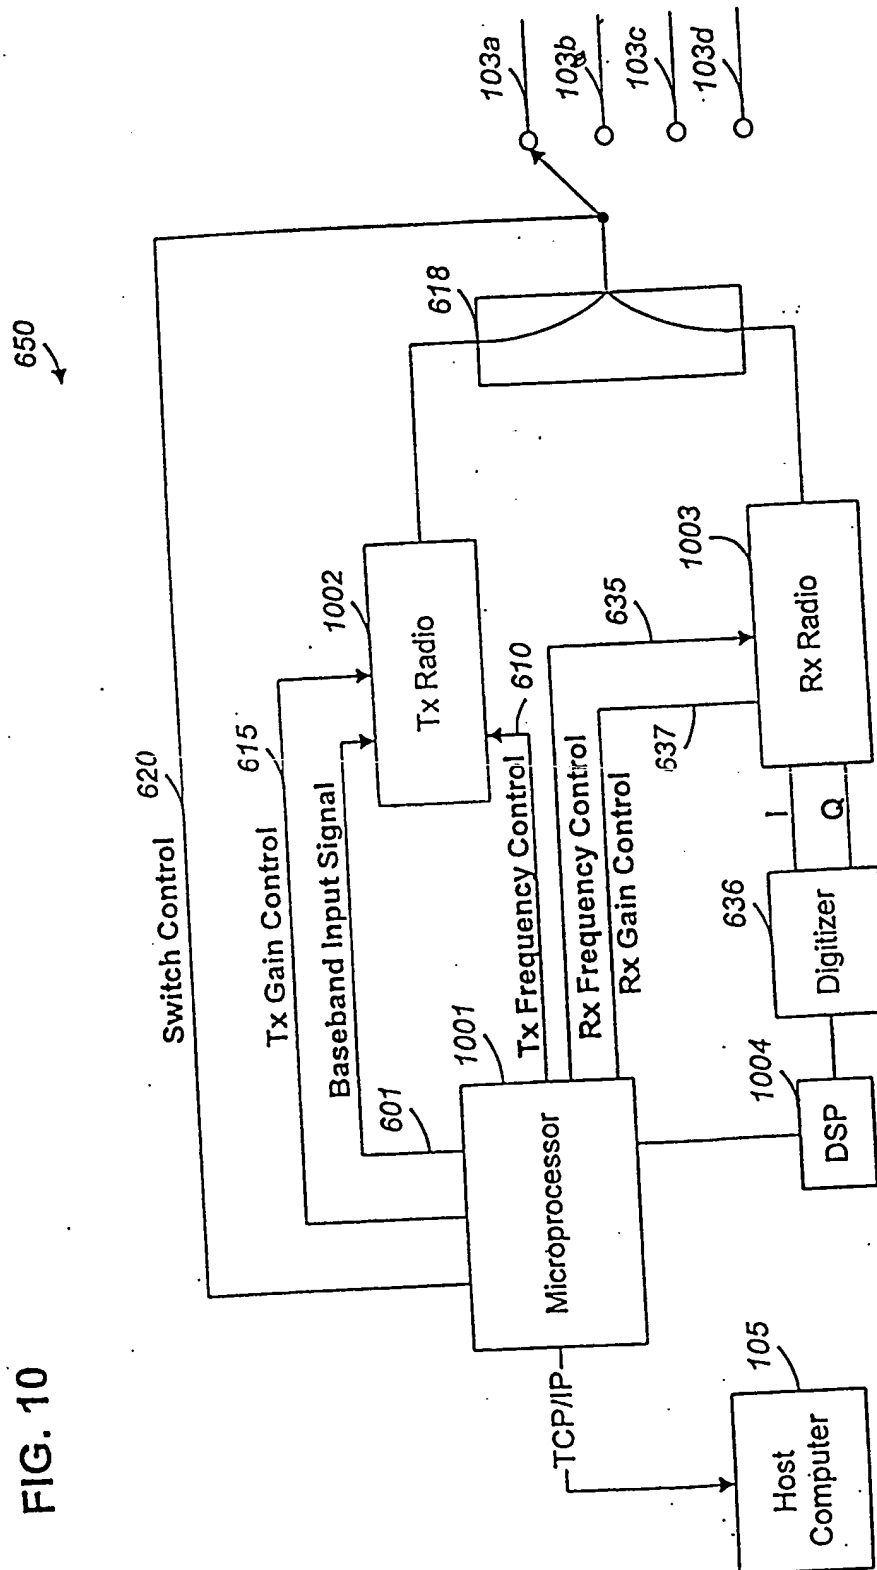 FIG. 10
650
Switch Control
620
Tx Gain Control
615
Baseband Input Signal
601
1001
Microprocessor
Tx Frequency Control
610
Rx Frequency Control
635
Rx Gain Control
637
1002
Tx Radio
618
103a
103b
103c
103d
1003
Rx Radio
I
Q
636
Digitizer
1004
DSP
TCP/IP
105
Host
Computer